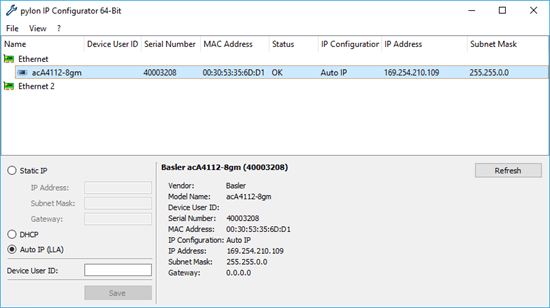 pylon IP Configurator 64-Bit
File View ?
Name Device User ID Serial Number MAC Address Status IP Configuration IP Address Subnet Mask
Ethernet
acA4112-8gm 40003208 00:30:53:35:6D:D1 OK Auto IP 169.254.210.109 255.255.0.0
Ethernet 2
Static IP
IP Address:
Subnet Mask:
Gateway:
DHCP
Auto IP (LLA)
Device User ID:
Save
Basler acA4112-8gm (40003208)
Refresh
Vendor: Basler
Model Name: acA4112-8gm
Device User ID:
Serial Number: 40003208
MAC Address: 00:30:53:35:6D:D1
IP Configuration: Auto IP
IP Address: 169.254.210.109
Subnet Mask: 255.255.0.0
Gateway: 0.0.0.0